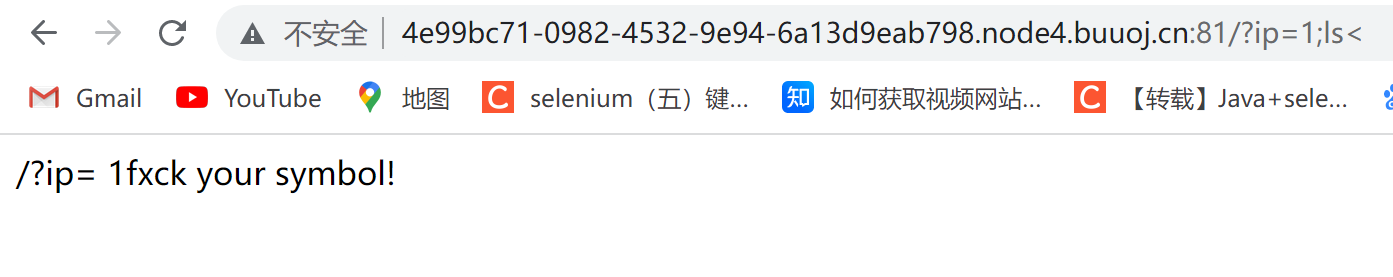 不安全 4e99bc71-0982-4532-9e94-6a13d9eab798.node4.buuoj.cn:81/?ip=1;ls<
Gmail YouTube 地图 C selenium（五）键... 知 如何获取视频网站... C 【转载】Java+sele...
/?ip= 1fxck your symbol!